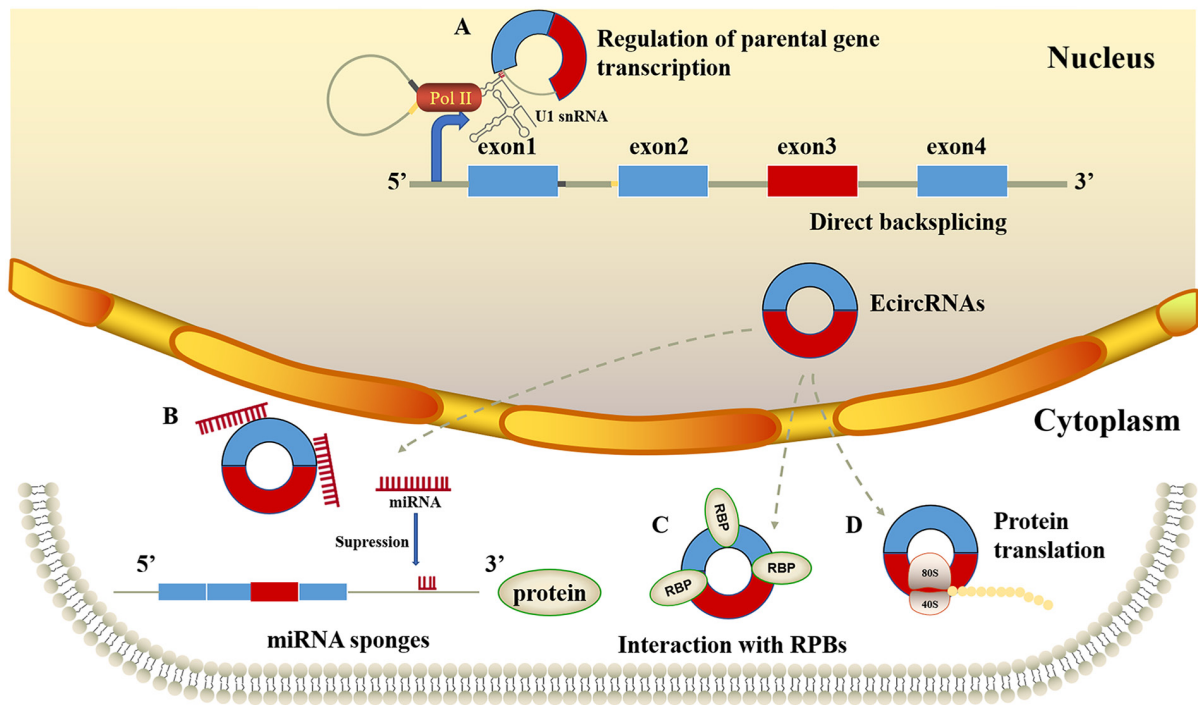 A
Regulation of parental gene
transcription
Nucleus
Pol II
U1 snRNA
exon1
exon2
exon3
exon4
5’
3’
Direct backsplicing
EcircRNAs
Cytoplasm
B
miRNA
Supression
5’
3’
protein
miRNA sponges
C
RBP
RBP
RBP
Interaction with RPBs
D
Protein
translation
80S
40S